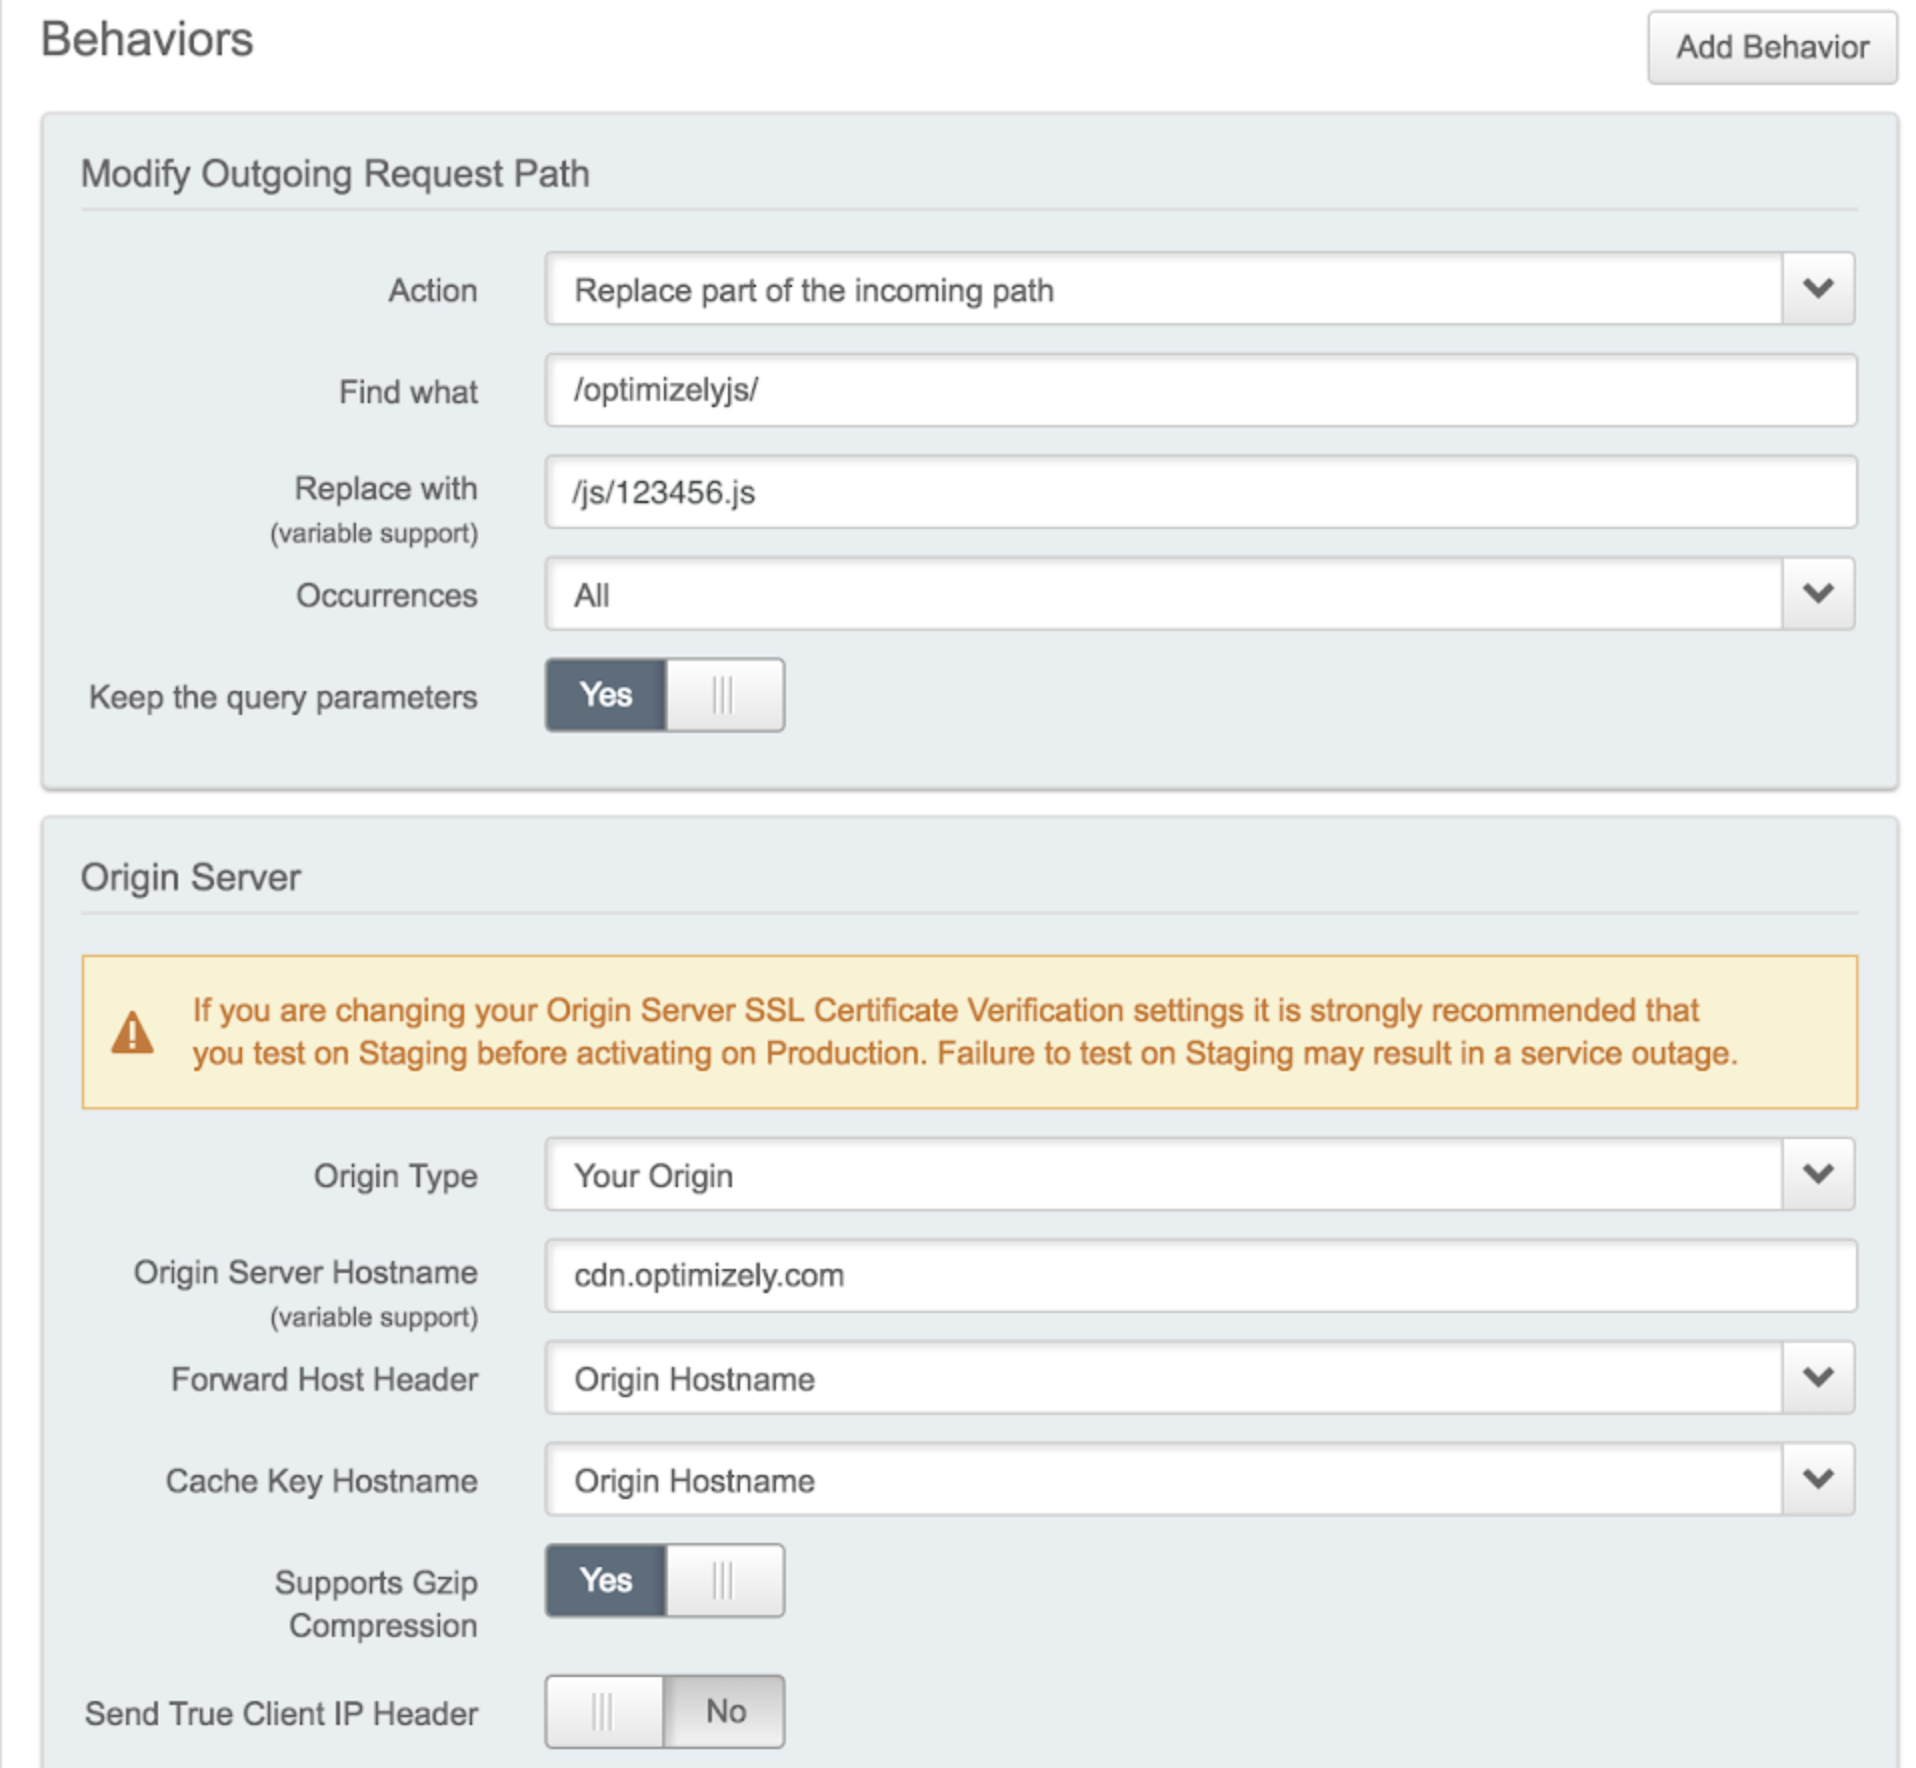 Behaviors
Add Behavior
Modify Outgoing Request Path
Action
Replace part of the incoming path
Find what
/optimizelyjs/
Replace with
(variable support)
/js/123456.js
Occurrences
All
Keep the query parameters
Yes
Origin Server
If you are changing your Origin Server SSL Certificate Verification settings it is strongly recommended that
you test on Staging before activating on Production. Failure to test on Staging may result in a service outage.
Origin Type
Your Origin
Origin Server Hostname
(variable support)
cdn.optimizely.com
Forward Host Header
Origin Hostname
Cache Key Hostname
Origin Hostname
Supports Gzip
Compression
Yes
Send True Client IP Header
No